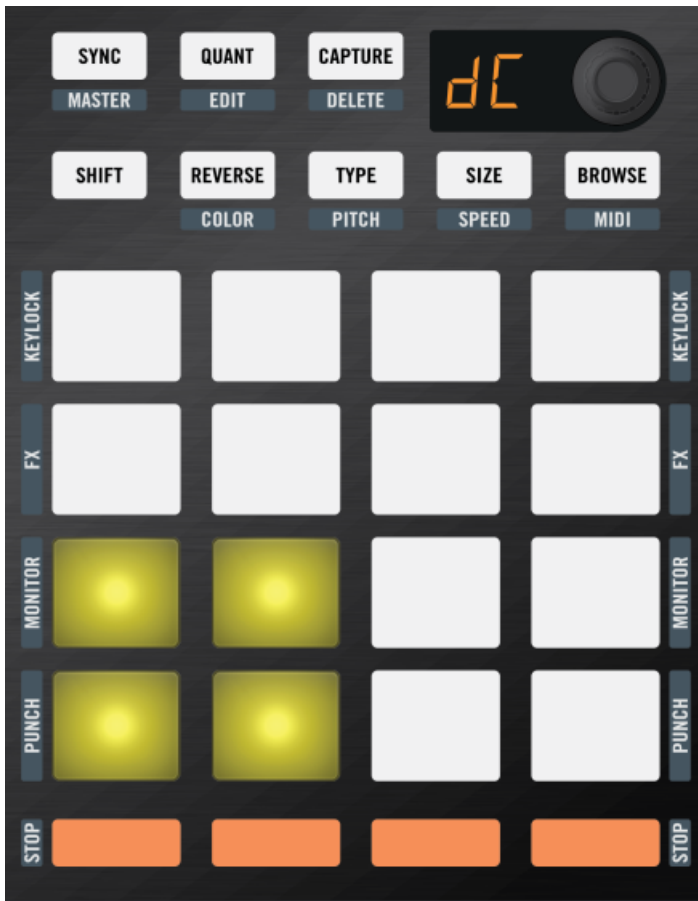 SYNC QUANT CAPTURE
dC
MASTER EDIT DELETE
SHIFT REVERSE TYPE SIZE BROWSE
COLOR PITCH SPEED MIDI
KEYLOCK KEYLOCK
FX FX
MONITOR MONITOR
PUNCH PUNCH
STOP STOP